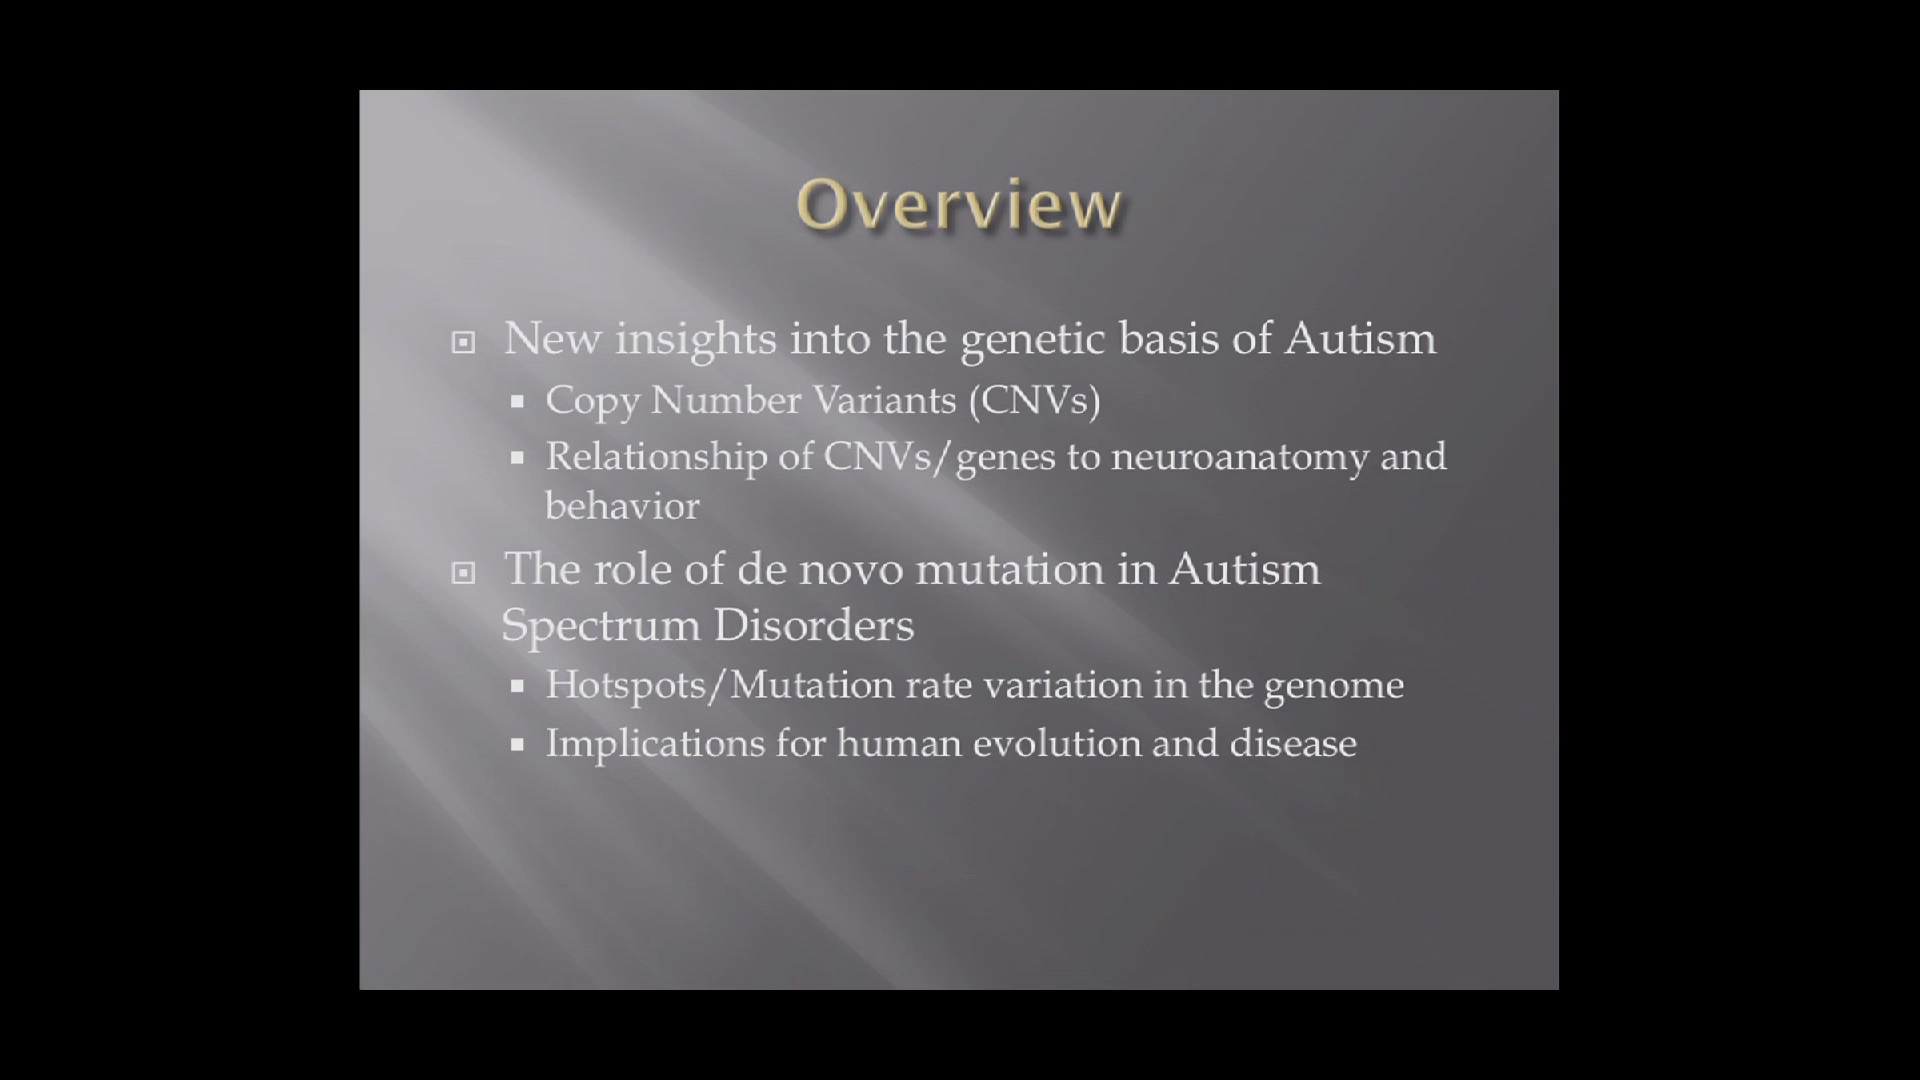 Overview
New insights into the genetic basis of Autism
Copy Number Variants (CNVs)
Relationship of CNVs/genes to neuroanatomy and
behavior
The role of de novo mutation in Autism
Spectrum Disorders
Hotspots/Mutation rate variation in the genome
Implications for human evolution and disease